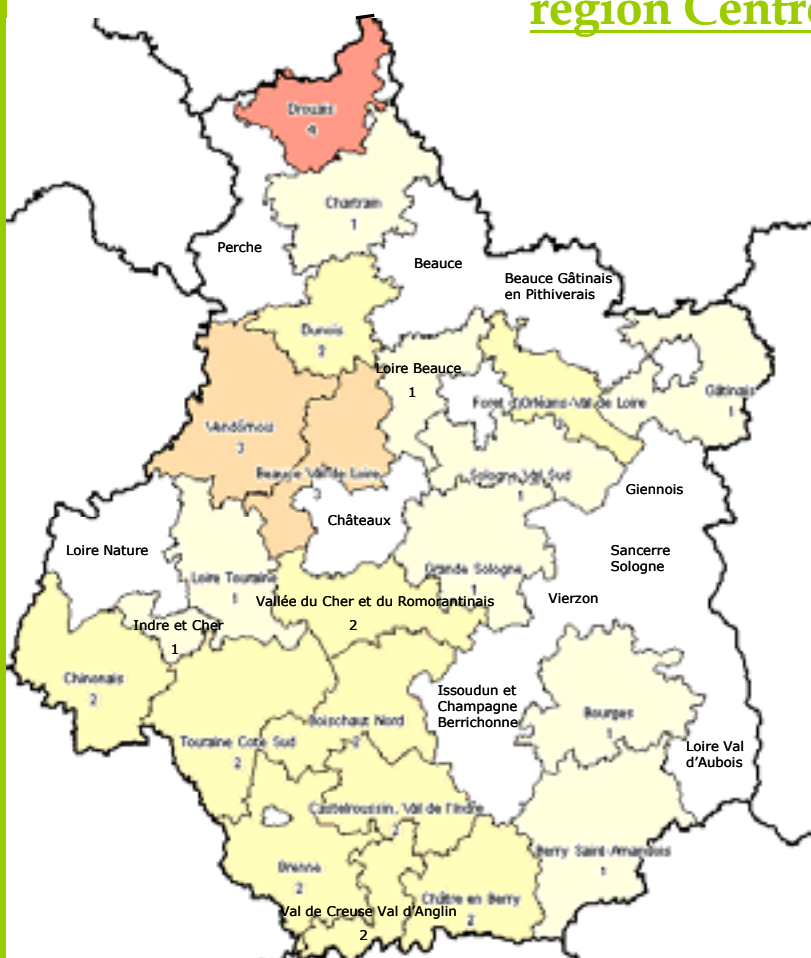 région Centre
Drouais
4
Chartrain
1
Perche
Beauce
Beauce Gâtinais
en Pithiverais
Dunois
2
Loire Beauce
1
Gâtinais
1
Forêt d'Orléans-Val de Loire
Vendômois
3
Beauce Val de Loire
3
Sologne Val Sud
1
Giennois
Châteaux
Loire Nature
Sancerre
Sologne
Grande Sologne
1
Loire Touraine
1
Vierzon
Vallée du Cher et du Romorantinais
2
Indre et Cher
1
Chinonais
2
Issoudun et
Champagne
Berrichonne
Boischaut Nord
2
Bourges
1
Touraine Cote Sud
2
Loire Val
d'Aubois
Castelroussin, Val de l'Indre
2
Berry Saint-Amandois
1
Brenne
2
Châtre en Berry
2
Val de Creuse Val d'Anglin
2